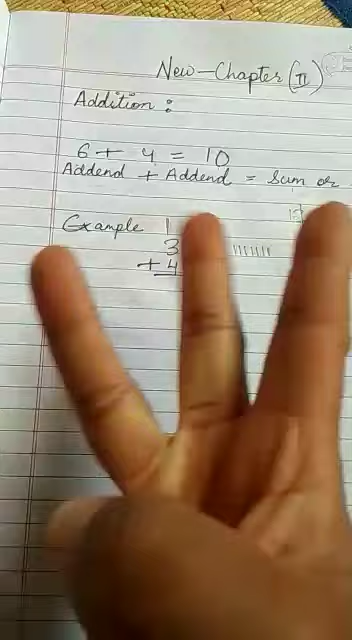 New-Chapter (II)
Addition :
6 + 4 = 10
Addend + Addend = Sum or
Example 1
3
+ 4